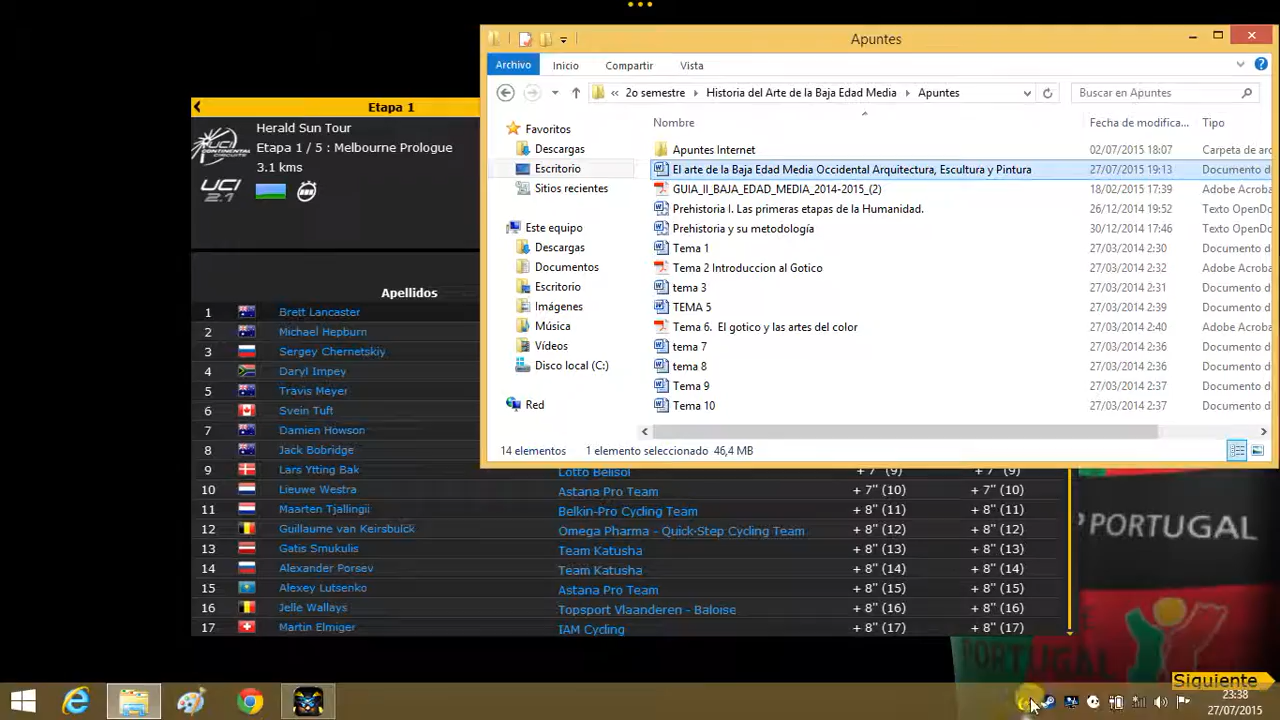 Apuntes
Archivo Inicio Compartir Vista
« 2o semestre Historia del Arte de la Baja Edad Media Apuntes
Buscar en Apuntes
Favoritos
Descargas
Escritorio
Sitios recientes
Este equipo
Descargas
Documentos
Escritorio
Imágenes
Música
Vídeos
Disco local (C:)
Red
Nombre Fecha de modifica... Tipo
Apuntes Internet 02/07/2015 18:07 Carpeta de arc
El arte de la Baja Edad Media Occidental Arquitectura, Escultura y Pintura 27/07/2015 19:13 Documento d
GUIA_II_BAJA_EDAD_MEDIA_2014-2015_(2) 18/02/2015 17:39 Adobe Acroba
Prehistoria I. Las primeras etapas de la Humanidad. 26/12/2014 19:52 Texto OpenDo
Prehistoria y su metodología 30/12/2014 17:46 Texto OpenDo
Tema 1 27/03/2014 2:30 Documento d
Tema 2 Introduccion al Gotico 27/03/2014 2:32 Adobe Acroba
tema 3 27/03/2014 2:31 Documento d
TEMA 5 27/03/2014 2:39 Documento d
Tema 6. El gotico y las artes del color 27/03/2014 2:40 Adobe Acroba
tema 7 27/03/2014 2:36 Documento d
tema 8 27/03/2014 2:36 Documento d
Tema 9 27/03/2014 2:37 Documento d
Tema 10 27/03/2014 2:37 Documento d
14 elementos 1 elemento seleccionado 46,4 MB
Etapa 1
UCI CONTINENTAL CIRCUITS
UCI 2.1
Herald Sun Tour
Etapa 1 / 5 : Melbourne Prologue
3.1 kms
Apellidos
1 Brett Lancaster
2 Michael Hepburn
3 Sergey Chernetskiy
4 Daryl Impey
5 Travis Meyer
6 Svein Tuft
7 Damien Howson
8 Jack Bobridge
9 Lars Ytting Bak Lotto Belisol + 7'' (9) + 7'' (9)
10 Lieuwe Westra Astana Pro Team + 7'' (10) + 7'' (10)
11 Maarten Tjallingii Belkin-Pro Cycling Team + 8'' (11) + 8'' (11)
12 Guillaume van Keirsbulck Omega Pharma - Quick-Step Cycling Team + 8'' (12) + 8'' (12)
13 Gatis Smukulis Team Katusha + 8'' (13) + 8'' (13)
14 Alexander Porsev Team Katusha + 8'' (14) + 8'' (14)
15 Alexey Lutsenko Astana Pro Team + 8'' (15) + 8'' (15)
16 Jelle Wallays Topsport Vlaanderen - Baloise + 8'' (16) + 8'' (16)
17 Martin Elmiger IAM Cycling + 8'' (17) + 8'' (17)
PORTUGAL
PORTUGAL
Siguiente
23:38
27/07/2015